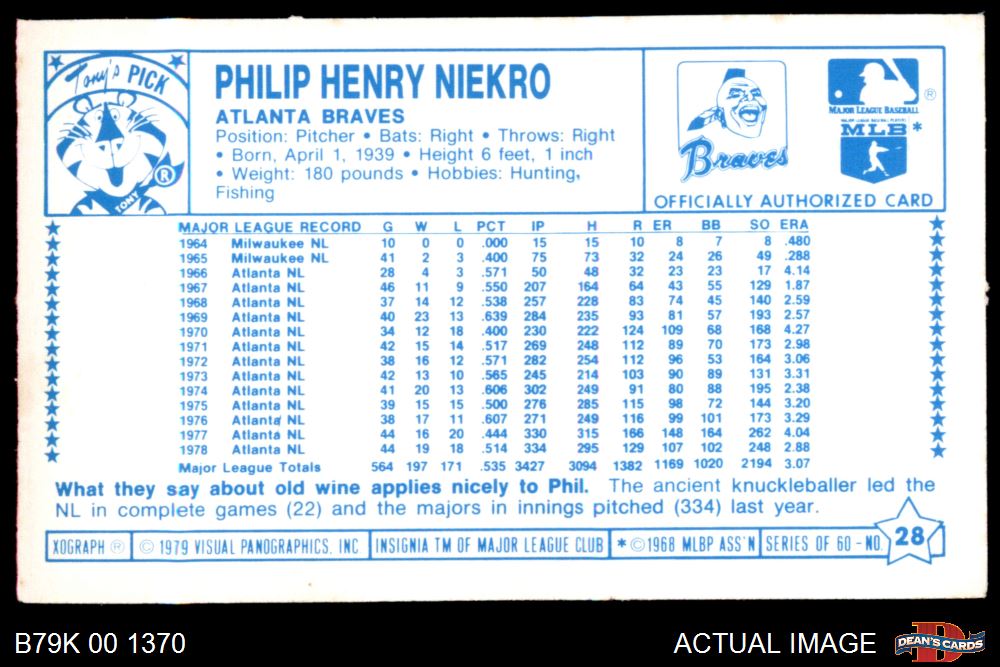 Tony's PICK
TONY ®
PHILIP HENRY NIEKRO
ATLANTA BRAVES
Position: Pitcher • Bats: Right • Throws: Right
• Born, April 1, 1939 • Height 6 feet, 1 inch
• Weight: 180 pounds • Hobbies: Hunting,
Fishing
Braves
MAJOR LEAGUE BASEBALL ®
MAJOR LEAGUE BASEBALL PLAYERS
MLB*
OFFICIALLY AUTHORIZED CARD
MAJOR LEAGUE RECORD G W L PCT IP H R ER BB SO ERA
1964 Milwaukee NL 10 0 0 .000 15 15 10 8 7 8 .480
1965 Milwaukee NL 41 2 3 .400 75 73 32 24 26 49 .288
1966 Atlanta NL 28 4 3 .571 50 48 32 23 23 17 4.14
1967 Atlanta NL 46 11 9 .550 207 164 64 43 55 129 1.87
1968 Atlanta NL 37 14 12 .538 257 228 83 74 45 140 2.59
1969 Atlanta NL 40 23 13 .639 284 235 93 81 57 193 2.57
1970 Atlanta NL 34 12 18 .400 230 222 124 109 68 168 4.27
1971 Atlanta NL 42 15 14 .517 269 248 112 89 70 173 2.98
1972 Atlanta NL 38 16 12 .571 282 254 112 96 53 164 3.06
1973 Atlanta NL 42 13 10 .565 245 214 103 90 89 131 3.31
1974 Atlanta NL 41 20 13 .606 302 249 91 80 88 195 2.38
1975 Atlanta NL 39 15 15 .500 276 285 115 98 72 144 3.20
1976 Atlanta NL 38 17 11 .607 271 249 116 99 101 173 3.29
1977 Atlanta NL 44 16 20 .444 330 315 166 148 164 262 4.04
1978 Atlanta NL 44 19 18 .514 334 295 129 107 102 248 2.88
Major League Totals 564 197 171 .535 3427 3094 1382 1169 1020 2194 3.07
What they say about old wine applies nicely to Phil. The ancient knuckleballer led the
NL in complete games (22) and the majors in innings pitched (334) last year.
XOGRAPH ® © 1979 VISUAL PANOGRAPHICS, INC INSIGNIA TM OF MAJOR LEAGUE CLUB * ©1968 MLBP ASS'N SERIES OF 60 - NO. 28
B79K 00 1370
ACTUAL IMAGE
DEAN'S CARDS